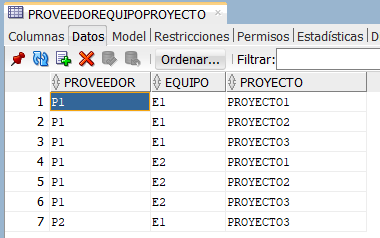 PROVEEDOREQUIPOPROYECTO
Columnas Datos Model Restricciones Permisos Estadísticas D
Ordenar... Filtrar:
PROVEEDOR EQUIPO PROYECTO
1 P1 E1 PROYECTO1
2 P1 E1 PROYECTO2
3 P1 E1 PROYECTO3
4 P1 E2 PROYECTO1
5 P1 E2 PROYECTO2
6 P1 E2 PROYECTO3
7 P2 E1 PROYECTO3